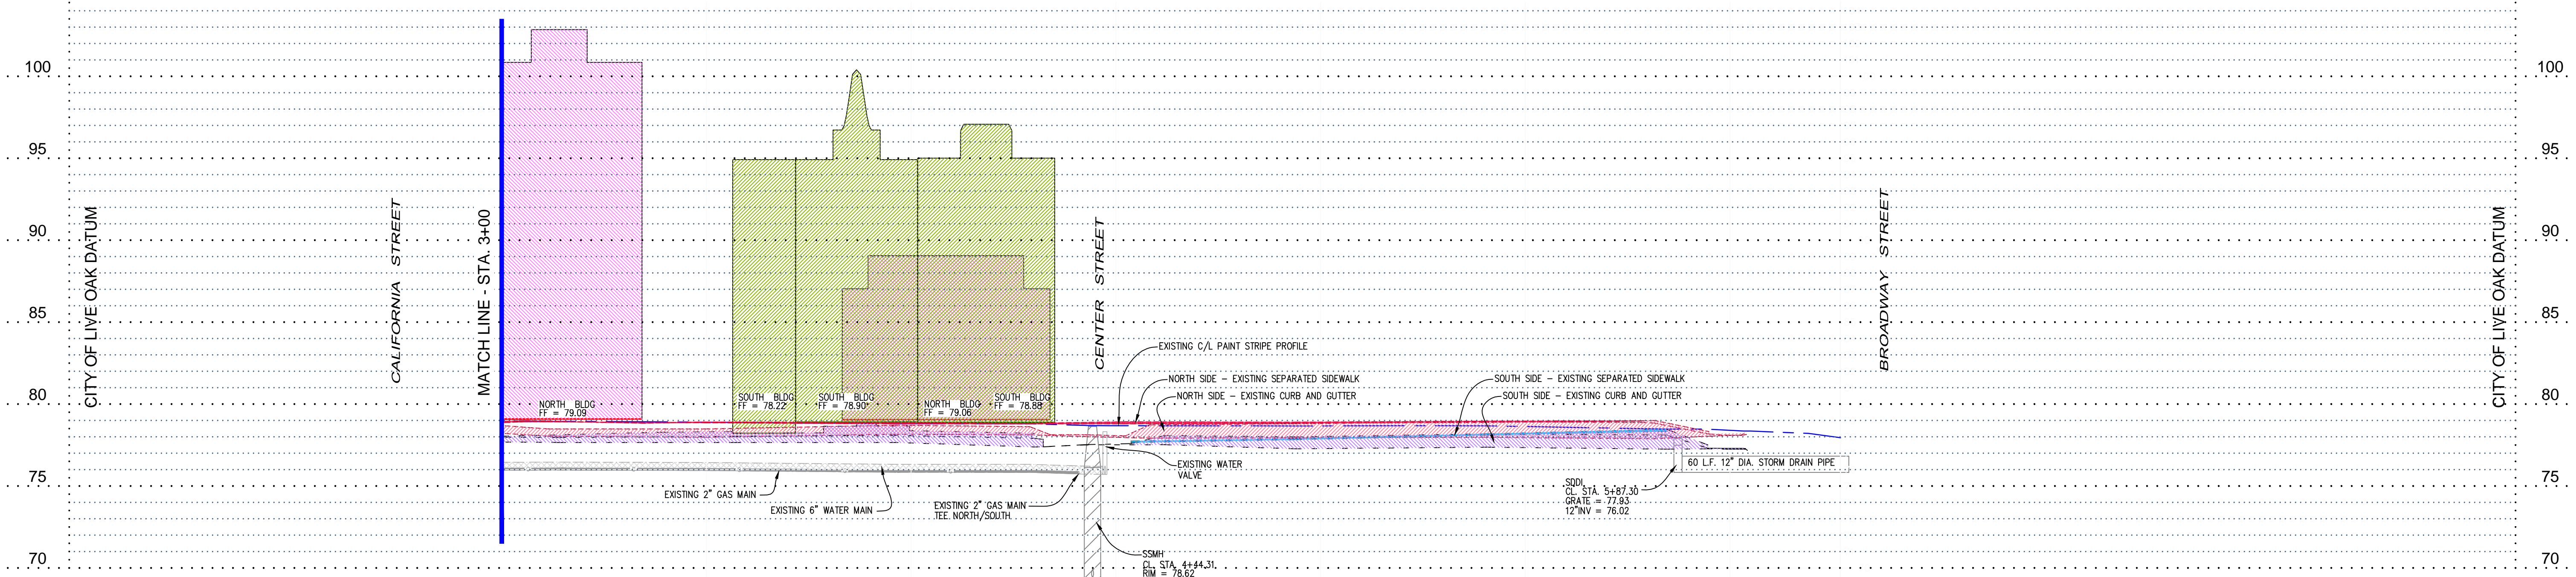 100
95
90
85
80
75
70
CITY OF LIVE OAK DATUM
CALIFORNIA STREET
MATCH LINE - STA. 3+00
NORTH BLDG
FF = 79.09
SOUTH BLDG
FF = 78.22
SOUTH BLDG
FF = 78.90
NORTH BLDG
FF = 79.06
SOUTH BLDG
FF = 78.88
CENTER STREET
EXISTING C/L PAINT STRIPE PROFILE
NORTH SIDE - EXISTING SEPARATED SIDEWALK
NORTH SIDE - EXISTING CURB AND GUTTER
SOUTH SIDE - EXISTING SEPARATED SIDEWALK
SOUTH SIDE - EXISTING CURB AND GUTTER
EXISTING WATER
VALVE
EXISTING 2" GAS MAIN
EXISTING 6" WATER MAIN
EXISTING 2" GAS MAIN
TEE NORTH/SOUTH
SSMH
CL. STA. 4+44.31
RIM = 78.62
60 L.F. 12" DIA. STORM DRAIN PIPE
SDDI
CL. STA. 5+87.30
GRATE = 77.93
12"INV = 76.02
BROADWAY STREET
CITY OF LIVE OAK DATUM
100
95
90
85
80
75
70